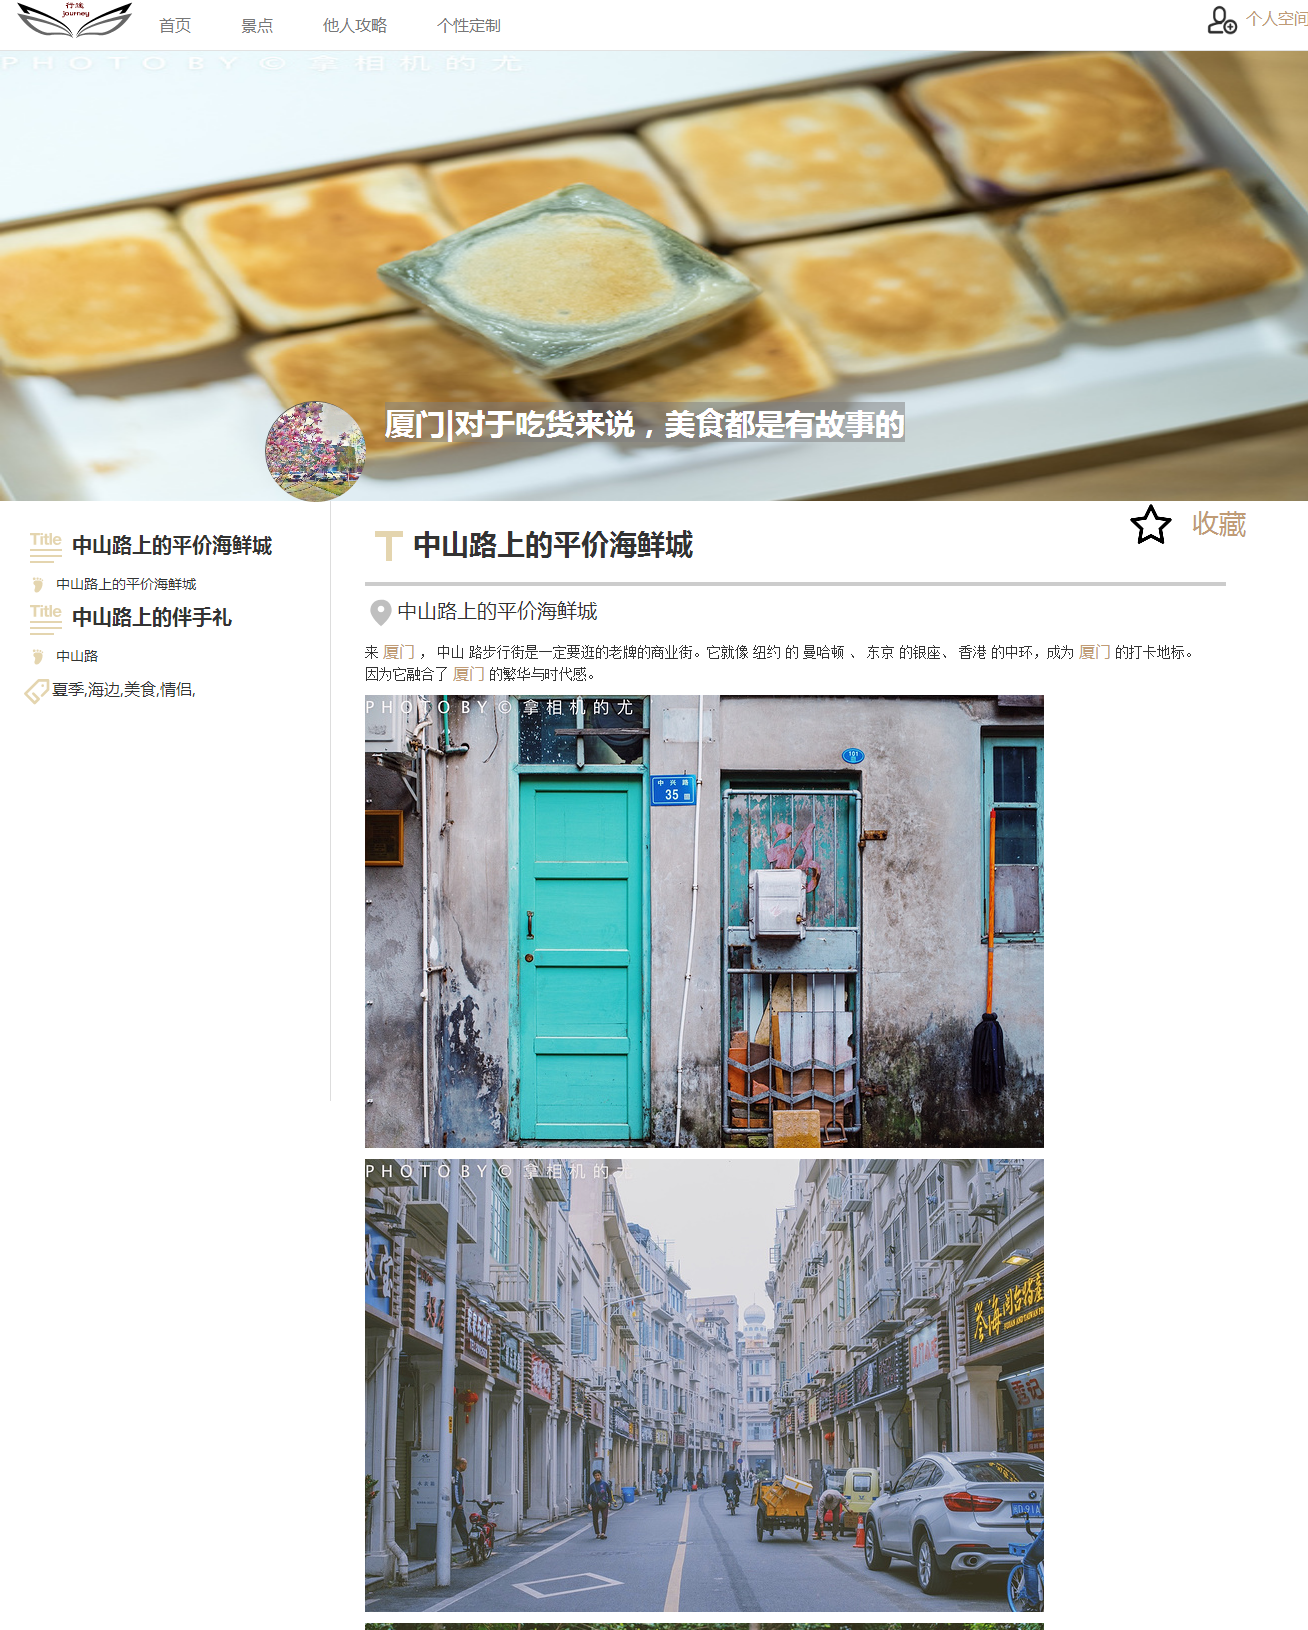 行途
journey
首页
景点
他人攻略
个性定制
个人空间
PHOTO BY © 拿相机的尤
厦门|对于吃货来说，美食都是有故事的
Title 中山路上的平价海鲜城
中山路上的平价海鲜城
Title 中山路上的伴手礼
中山路
夏季,海边,美食,情侣,
T 中山路上的平价海鲜城
收藏
中山路上的平价海鲜城
来 厦门 ， 中山 路步行街是一定要逛的老牌的商业街。它就像 纽约 的 曼哈顿 、 东京 的银座、 香港 的中环，成为 厦门 的打卡地标。
因为它融合了 厦门 的繁华与时代感。
PHOTO BY © 拿相机的尤
101
中兴路
35
PHOTO BY © 拿相机的尤